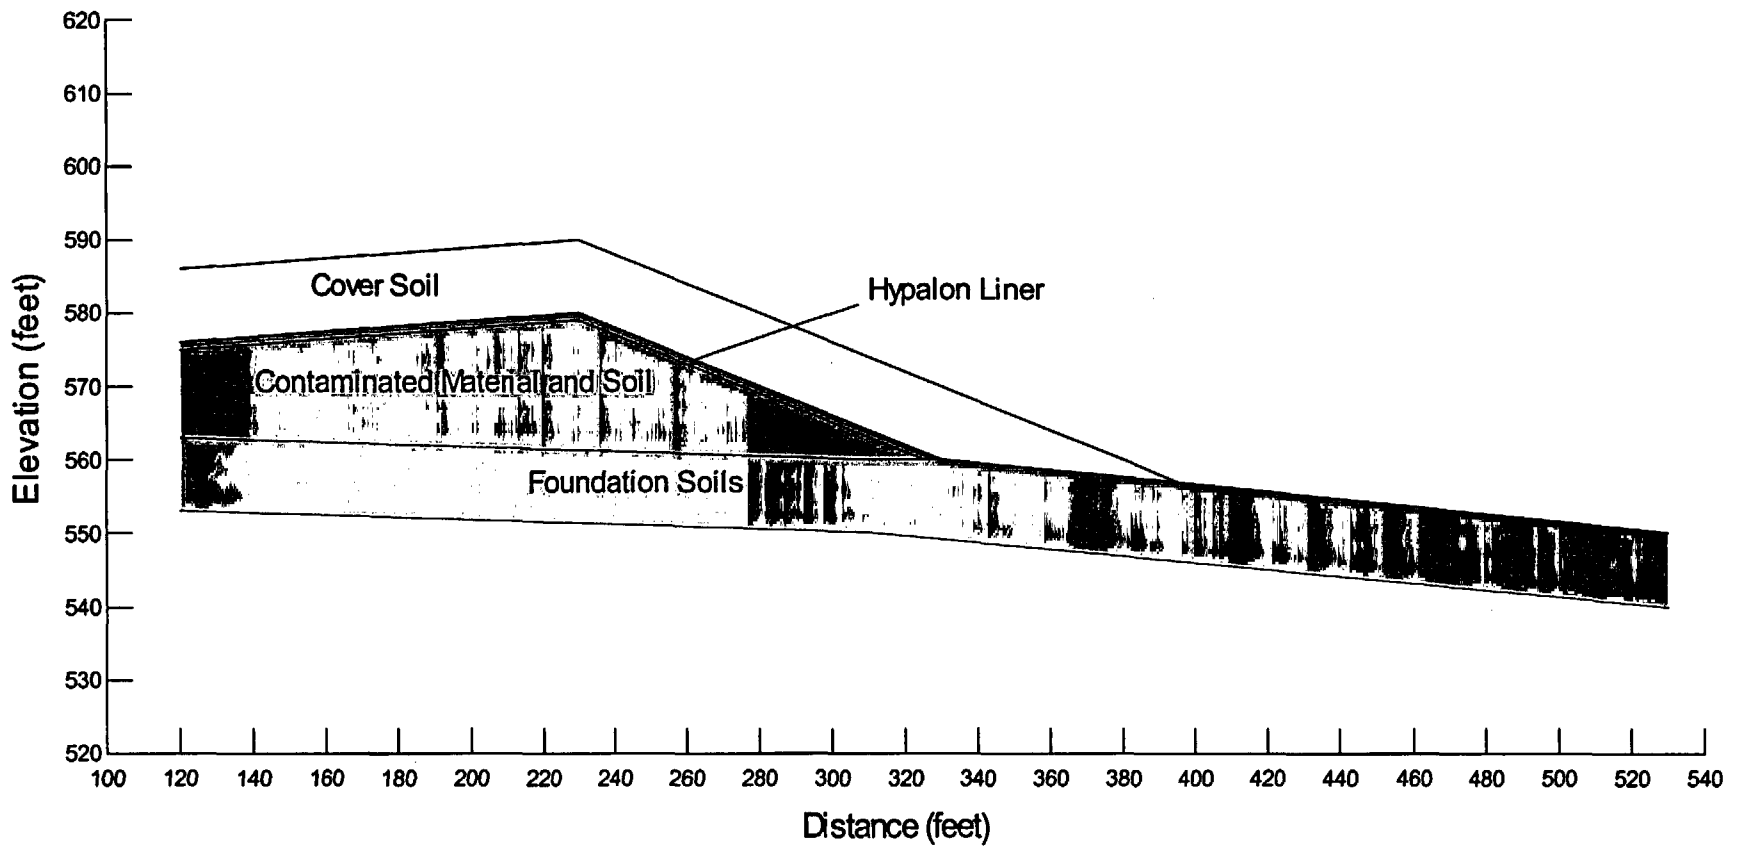 620
610
600
590
580
570
560
550
540
530
520
Elevation (feet)
Cover Soil
Hypalon Liner
Contaminated Material and Soil
Foundation Soils
100 120 140 160 180 200 220 240 260 280 300 320 340 360 380 400 420 440 460 480 500 520 540
Distance (feet)